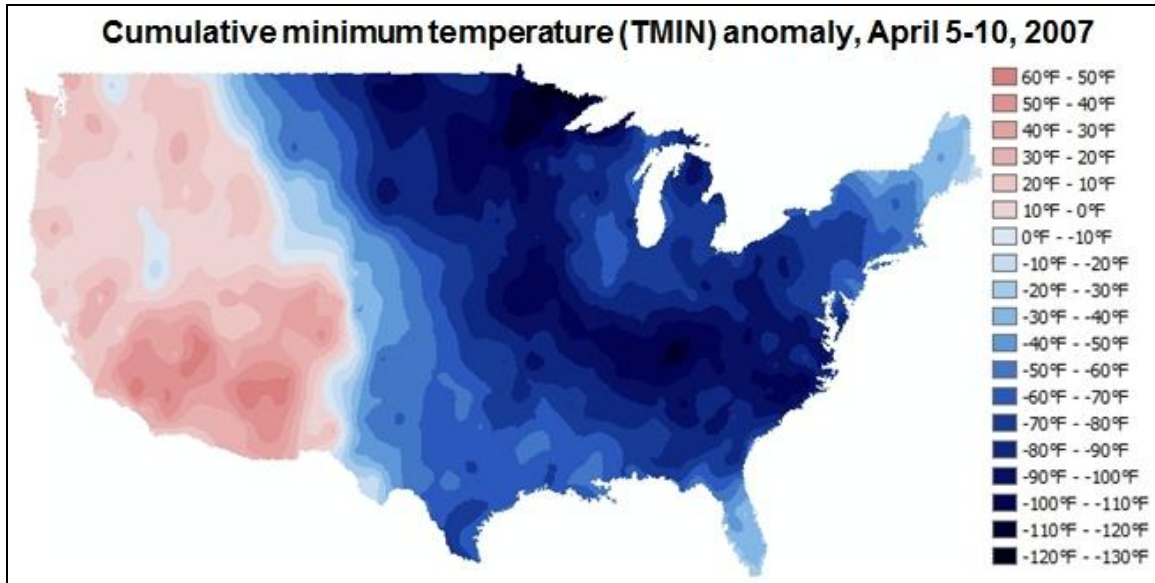 Cumulative minimum temperature (TMIN) anomaly, April 5-10, 2007
60°F - 50°F
50°F - 40°F
40°F - 30°F
30°F - 20°F
20°F - 10°F
10°F - 0°F
0°F - -10°F
-10°F - -20°F
-20°F - -30°F
-30°F - -40°F
-40°F - -50°F
-50°F - -60°F
-60°F - -70°F
-70°F - -80°F
-80°F - -90°F
-90°F - -100°F
-100°F - -110°F
-110°F - -120°F
-120°F - -130°F